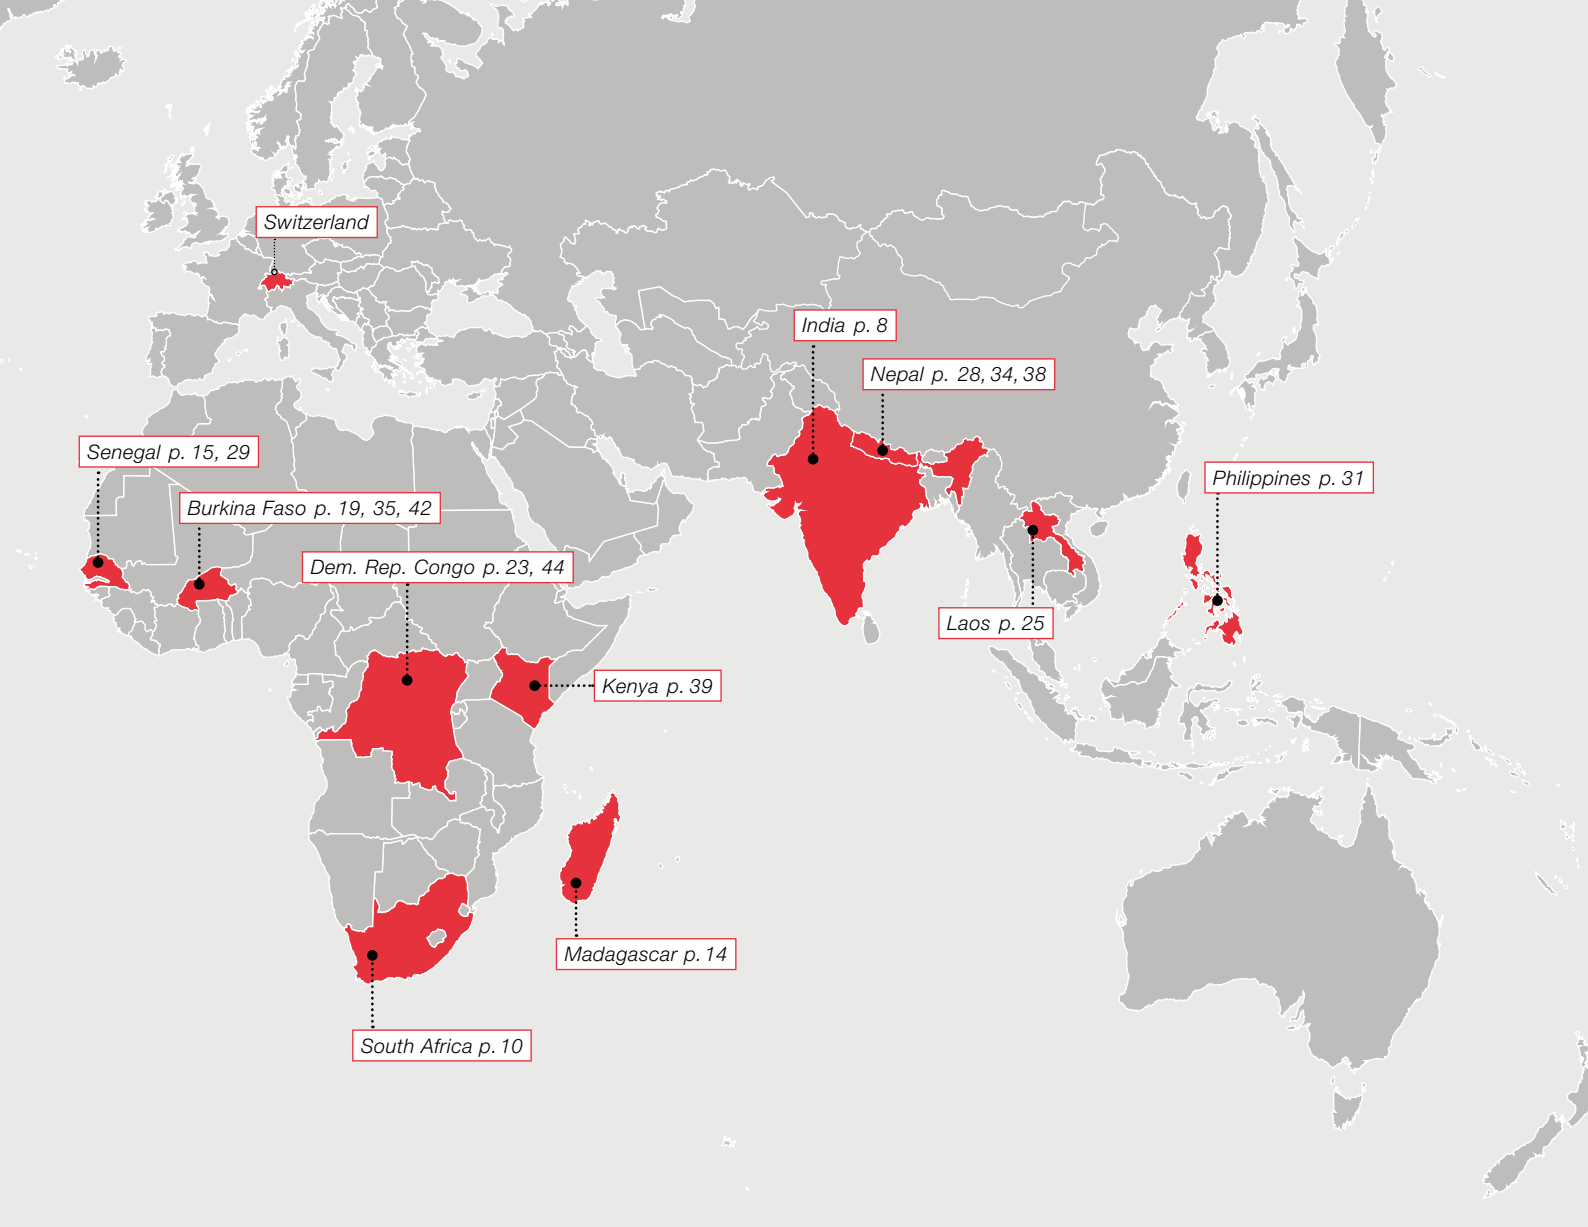 Switzerland
India p. 8
Nepal p. 28, 34, 38
Senegal p. 15, 29
Philippines p. 31
Burkina Faso p. 19, 35, 42
Dem. Rep. Congo p. 23, 44
Laos p. 25
Kenya p. 39
Madagascar p. 14
South Africa p. 10